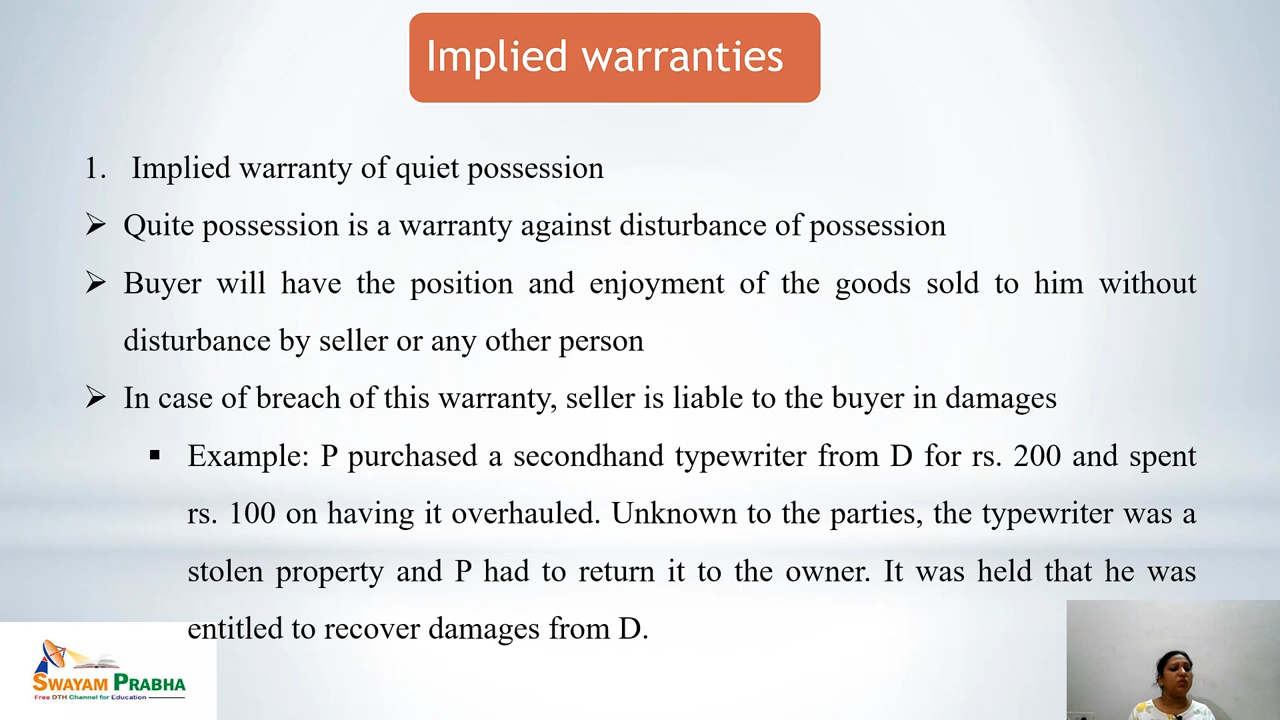 Implied warranties
1. Implied warranty of quiet possession
➢ Quite possession is a warranty against disturbance of possession
➢ Buyer will have the position and enjoyment of the goods sold to him without
disturbance by seller or any other person
➢ In case of breach of this warranty, seller is liable to the buyer in damages
▪ Example: P purchased a secondhand typewriter from D for rs. 200 and spent
rs. 100 on having it overhauled. Unknown to the parties, the typewriter was a
stolen property and P had to return it to the owner. It was held that he was
entitled to recover damages from D.
SWAYAM PRABHA
Free DTH Channel for Education